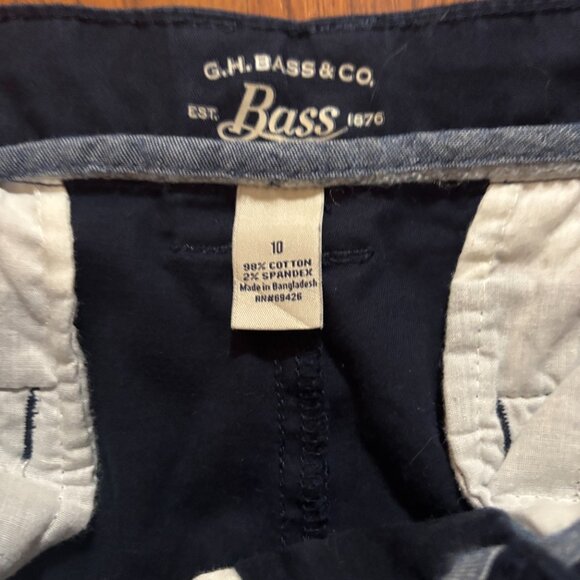 G.H. BASS & CO.
EST. Bass 1876
10
98% COTTON
2% SPANDEX
Made in Bangladesh
RN#69426